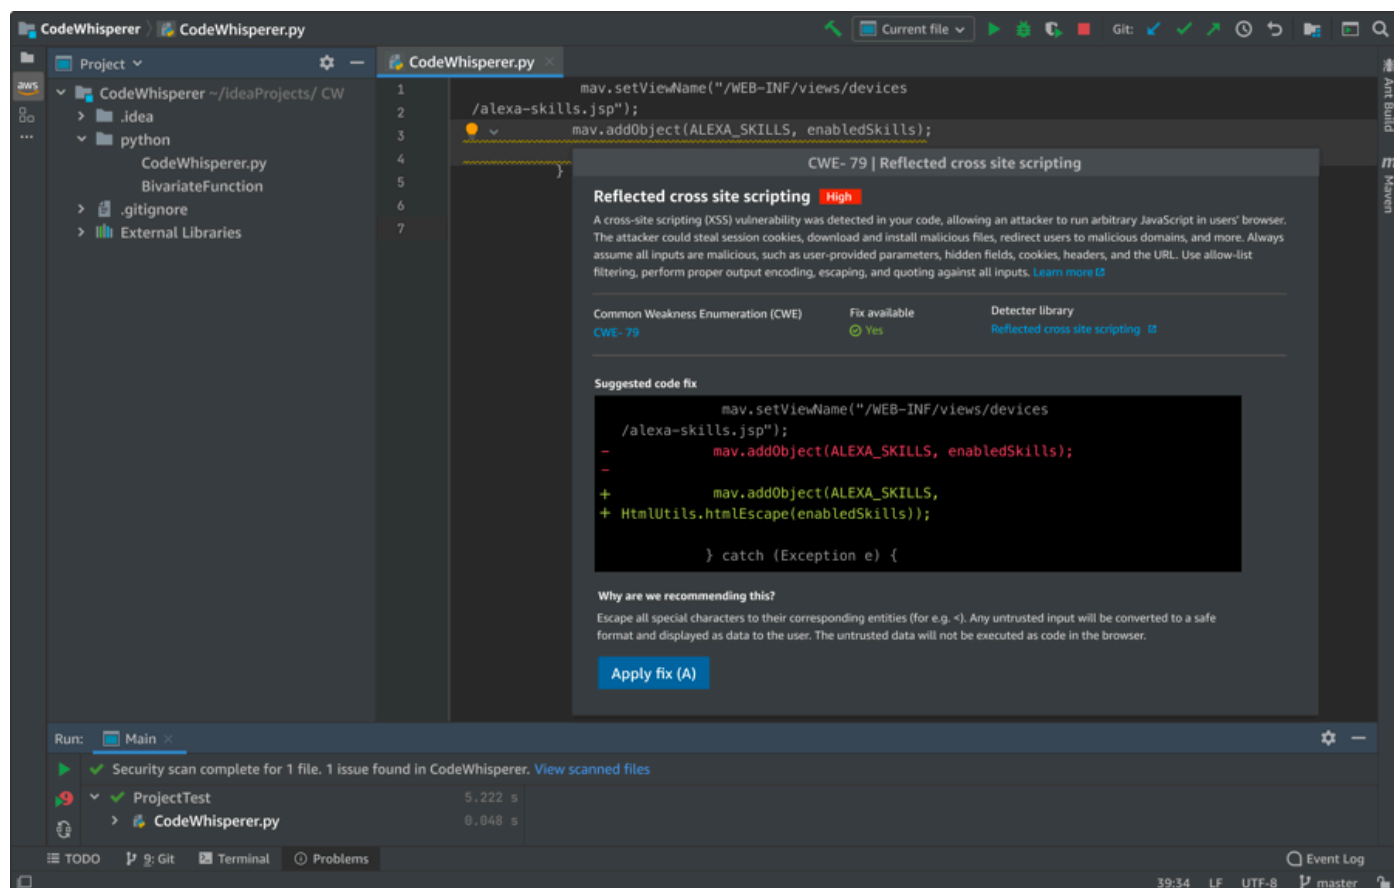 CodeWhisperer CodeWhisperer.py Current file Git:
Project CodeWhisperer.py
aws
CodeWhisperer ~/ideaProjects/ CW
.idea
python
CodeWhisperer.py
BivariateFunction
.gitignore
External Libraries
1 mav.setViewName("/WEB-INF/views/devices
2 /alexa-skills.jsp");
3 mav.addObject(ALEXA_SKILLS, enabledSkills);
4
5 }
6
7
Ant Build
m Maven
CWE- 79 | Reflected cross site scripting
Reflected cross site scripting High
A cross-site scripting (XSS) vulnerability was detected in your code, allowing an attacker to run arbitrary JavaScript in users' browser.
The attacker could steal session cookies, download and install malicious files, redirect users to malicious domains, and more. Always
assume all inputs are malicious, such as user-provided parameters, hidden fields, cookies, headers, and the URL. Use allow-list
filtering, perform proper output encoding, escaping, and quoting against all inputs. Learn more
Common Weakness Enumeration (CWE) Fix available Detecter library
CWE- 79 Yes Reflected cross site scripting
Suggested code fix
mav.setViewName("/WEB-INF/views/devices
/alexa-skills.jsp");
- mav.addObject(ALEXA_SKILLS, enabledSkills);
-
+ mav.addObject(ALEXA_SKILLS,
+ HtmlUtils.htmlEscape(enabledSkills));
} catch (Exception e) {
Why are we recommending this?
Escape all special characters to their corresponding entities (for e.g. <). Any untrusted input will be converted to a safe
format and displayed as data to the user. The untrusted data will not be executed as code in the browser.
Apply fix (A)
Run: Main
Security scan complete for 1 file. 1 issue found in CodeWhisperer. View scanned files
ProjectTest 5.222 s
CodeWhisperer.py 0.048 s
TODO 9: Git Terminal Problems Event Log
39:34 LF UTF-8 master